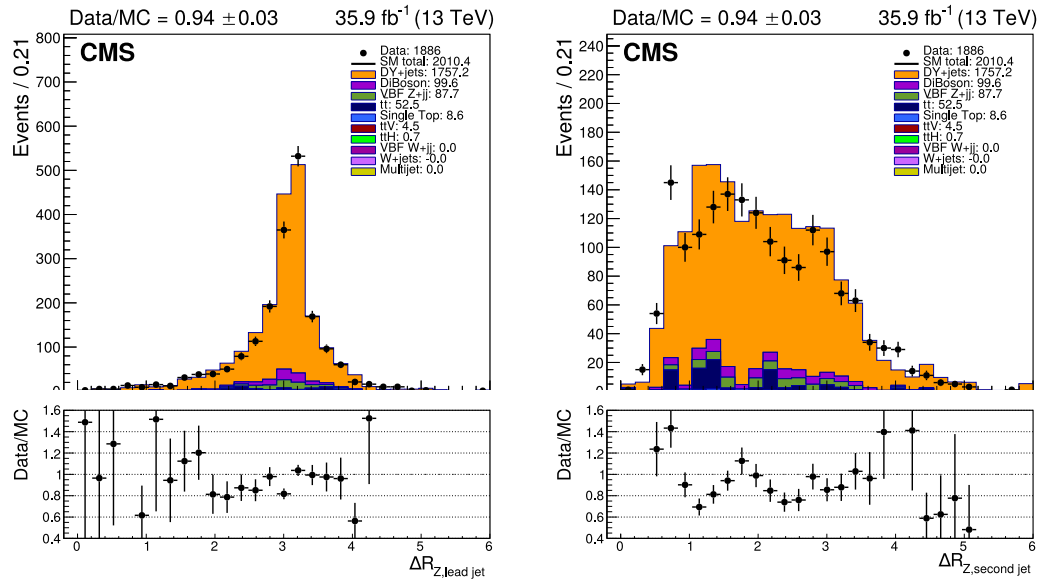 Data/MC = 0.94 ±0.03 35.9 fb⁻¹ (13 TeV)
CMS
Events / 0.21
800
700
600
500
400
300
200
100
0
Data: 1886
SM total: 2010.4
DY+jets: 1757.2
DiBoson: 99.6
VBF Z+jj: 87.7
tt: 52.5
Single Top: 8.6
ttV: 4.5
ttH: 0.7
VBF W+jj: 0.0
W+jets: -0.0
Multijet: 0.0
Data/MC
1.6
1.4
1.2
1
0.8
0.6
0.4
0 1 2 3 4 5 6
ΔR Z,lead jet
Data/MC = 0.94 ±0.03 35.9 fb⁻¹ (13 TeV)
CMS
Events / 0.21
240
220
200
180
160
140
120
100
80
60
40
20
0
Data: 1886
SM total: 2010.4
DY+jets: 1757.2
DiBoson: 99.6
VBF Z+jj: 87.7
tt: 52.5
Single Top: 8.6
ttV: 4.5
ttH: 0.7
VBF W+jj: 0.0
W+jets: -0.0
Multijet: 0.0
Data/MC
1.6
1.4
1.2
1
0.8
0.6
0.4
0 1 2 3 4 5 6
ΔR Z,second jet